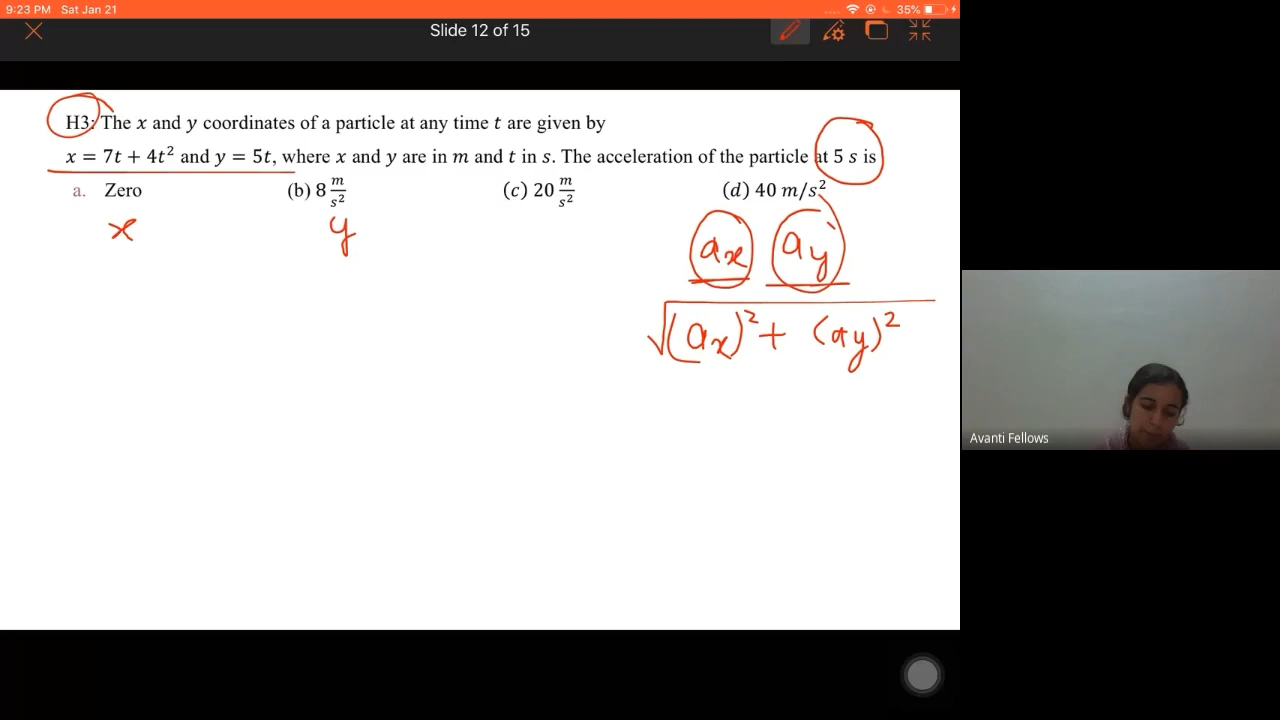 9:23 PM Sat Jan 21
35%
Slide 12 of 15
H3: The x and y coordinates of a particle at any time t are given by
x = 7t + 4t² and y = 5t, where x and y are in m and t in s. The acceleration of the particle at 5 s is
a. Zero (b) 8 m/s² (c) 20 m/s² (d) 40 m/s²
x y
ax ay
√(ax)² + (ay)²
Avanti Fellows